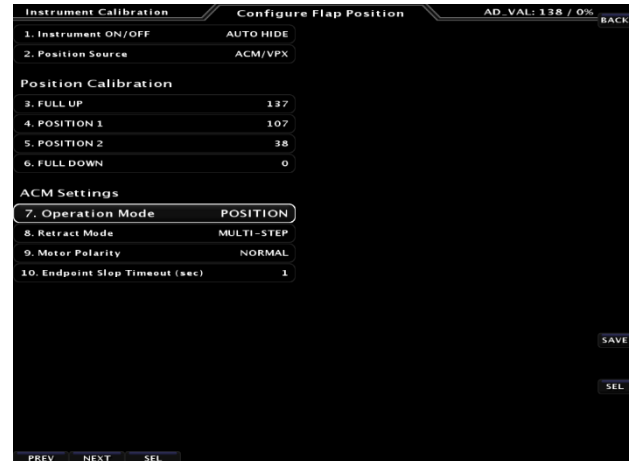 Instrument Calibration Configure Flap Position AD_VAL: 138 / 0% BACK
1. Instrument ON/OFF AUTO HIDE
2. Position Source ACM/VPX
Position Calibration
3. FULL UP 137
4. POSITION 1 107
5. POSITION 2 38
6. FULL DOWN 0
ACM Settings
7. Operation Mode POSITION
8. Retract Mode MULTI-STEP
9. Motor Polarity NORMAL
10. Endpoint Slop Timeout (sec) 1
SAVE
SEL
PREV NEXT SEL